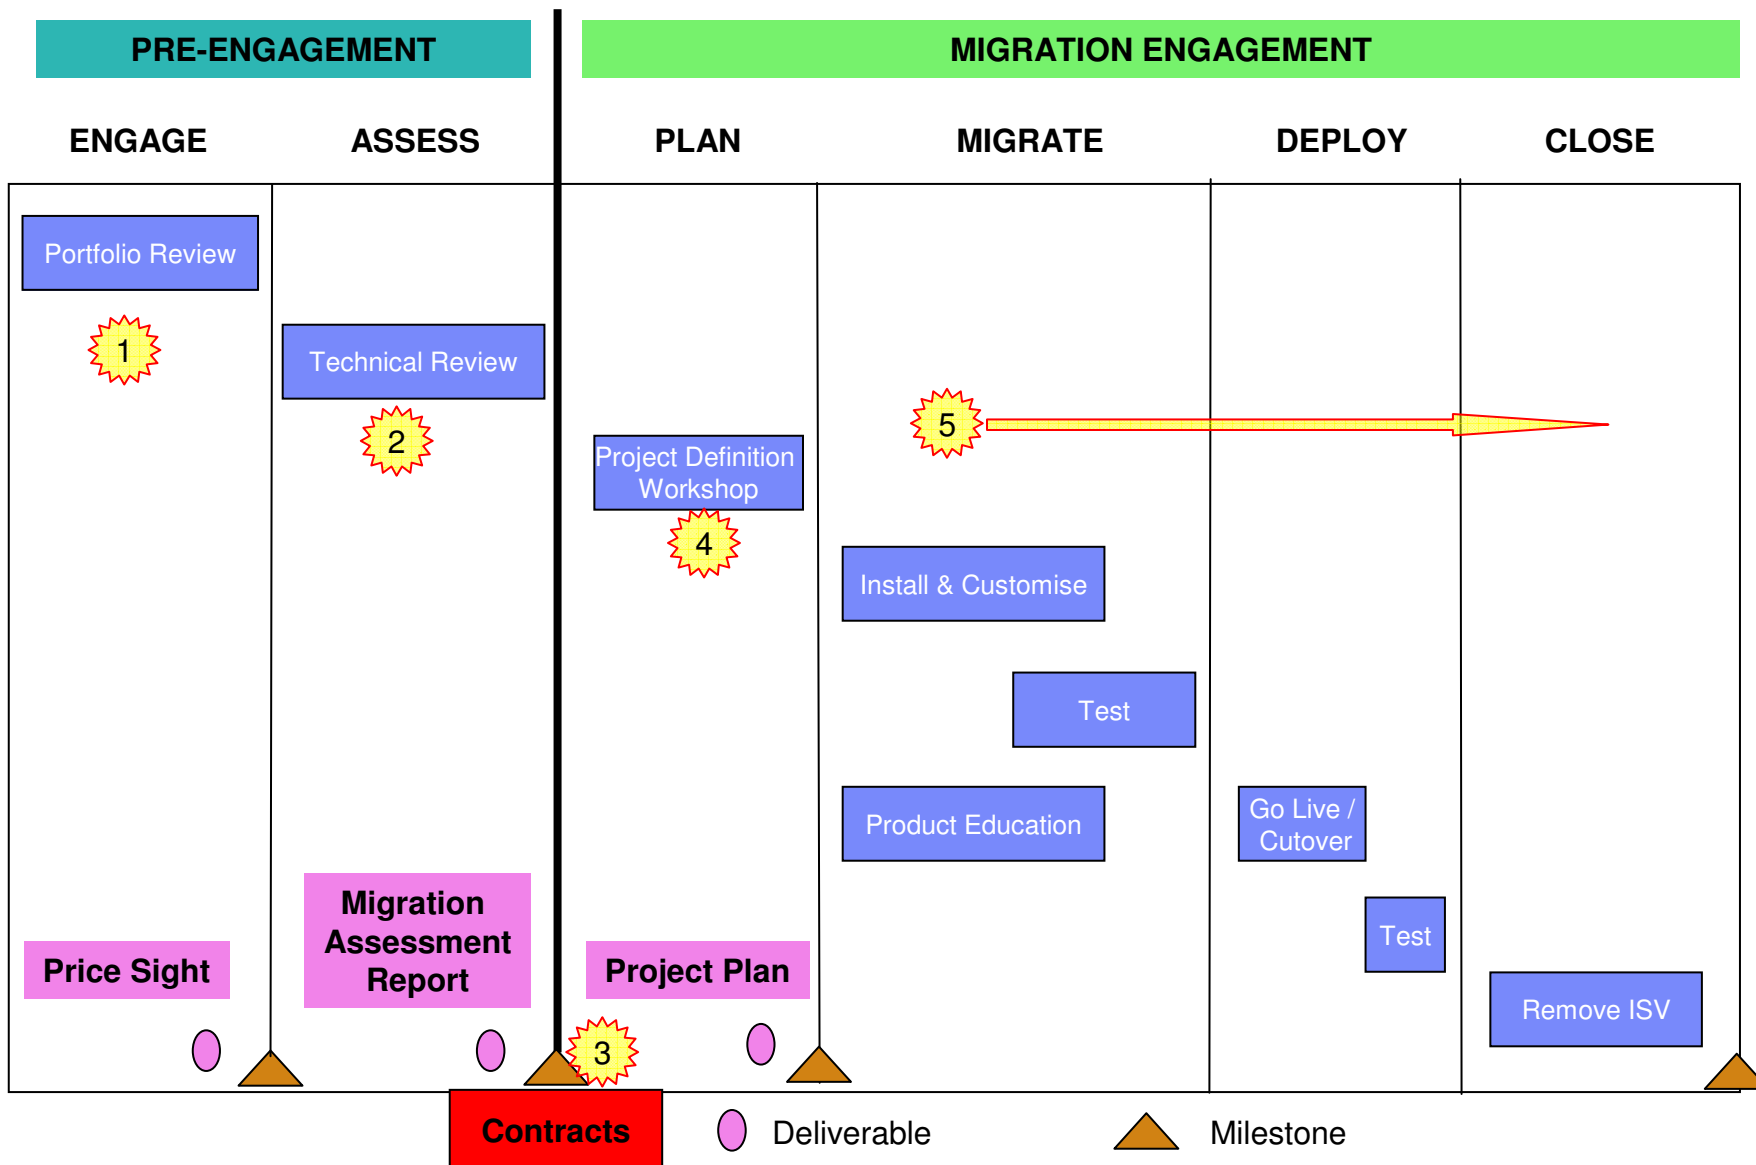 PRE-ENGAGEMENT
MIGRATION ENGAGEMENT
ENGAGE
ASSESS
PLAN
MIGRATE
DEPLOY
CLOSE
Portfolio Review
1
Technical Review
2
5
Project Definition
Workshop
4
Install & Customise
Test
Product Education
Go Live /
Cutover
Migration
Assessment
Report
Test
Price Sight
Project Plan
Remove ISV
3
Contracts
Deliverable
Milestone